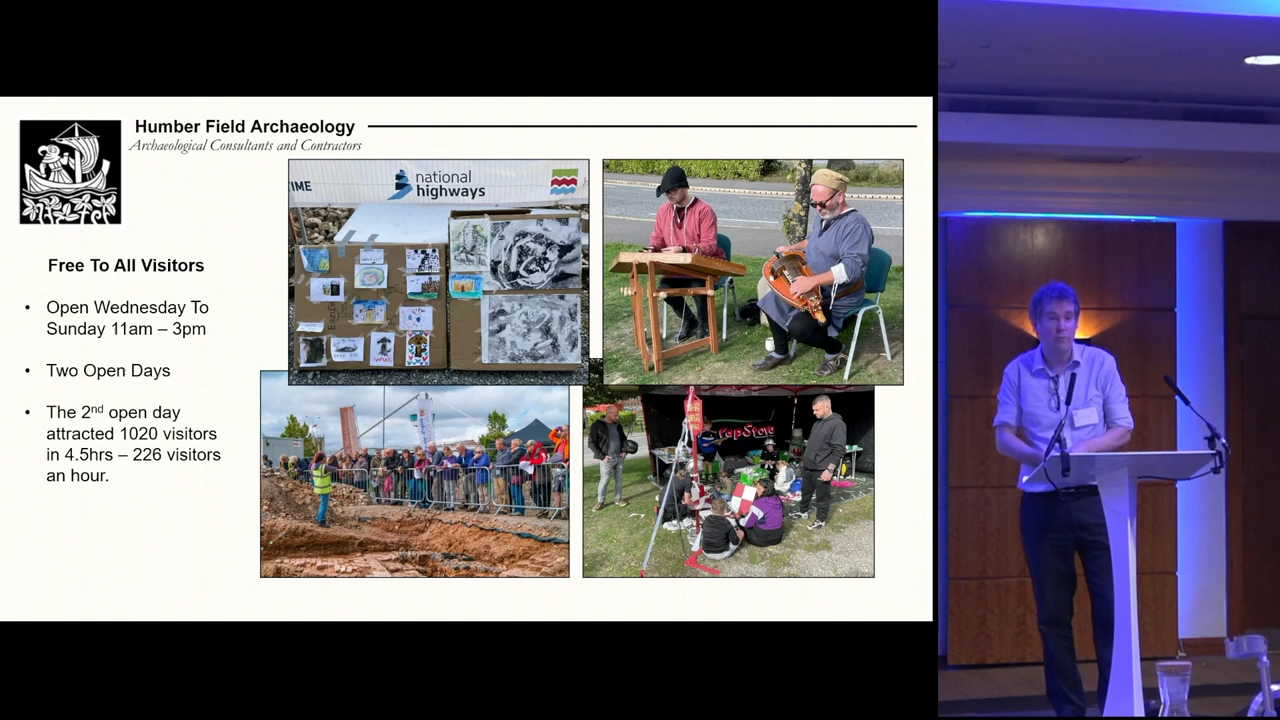 Humber Field Archaeology
Archaeological Consultants and Contractors
IME
national
highways
Free To All Visitors
• Open Wednesday To
Sunday 11am – 3pm
• Two Open Days
• The 2nd open day
attracted 1020 visitors
in 4.5hrs – 226 visitors
an hour.